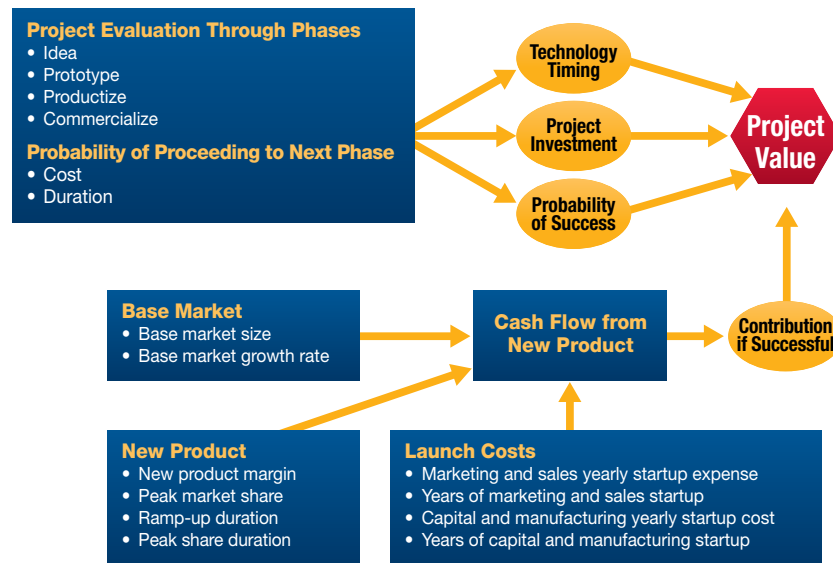 Project Evaluation Through Phases
• Idea
• Prototype
• Productize
• Commercialize
Probability of Proceeding to Next Phase
• Cost
• Duration
Technology
Timing
Project
Investment
Probability
of Success
Project
Value
Base Market
• Base market size
• Base market growth rate
Cash Flow from
New Product
Contribution
if Successful
New Product
• New product margin
• Peak market share
• Ramp-up duration
• Peak share duration
Launch Costs
• Marketing and sales yearly startup expense
• Years of marketing and sales startup
• Capital and manufacturing yearly startup cost
• Years of capital and manufacturing startup